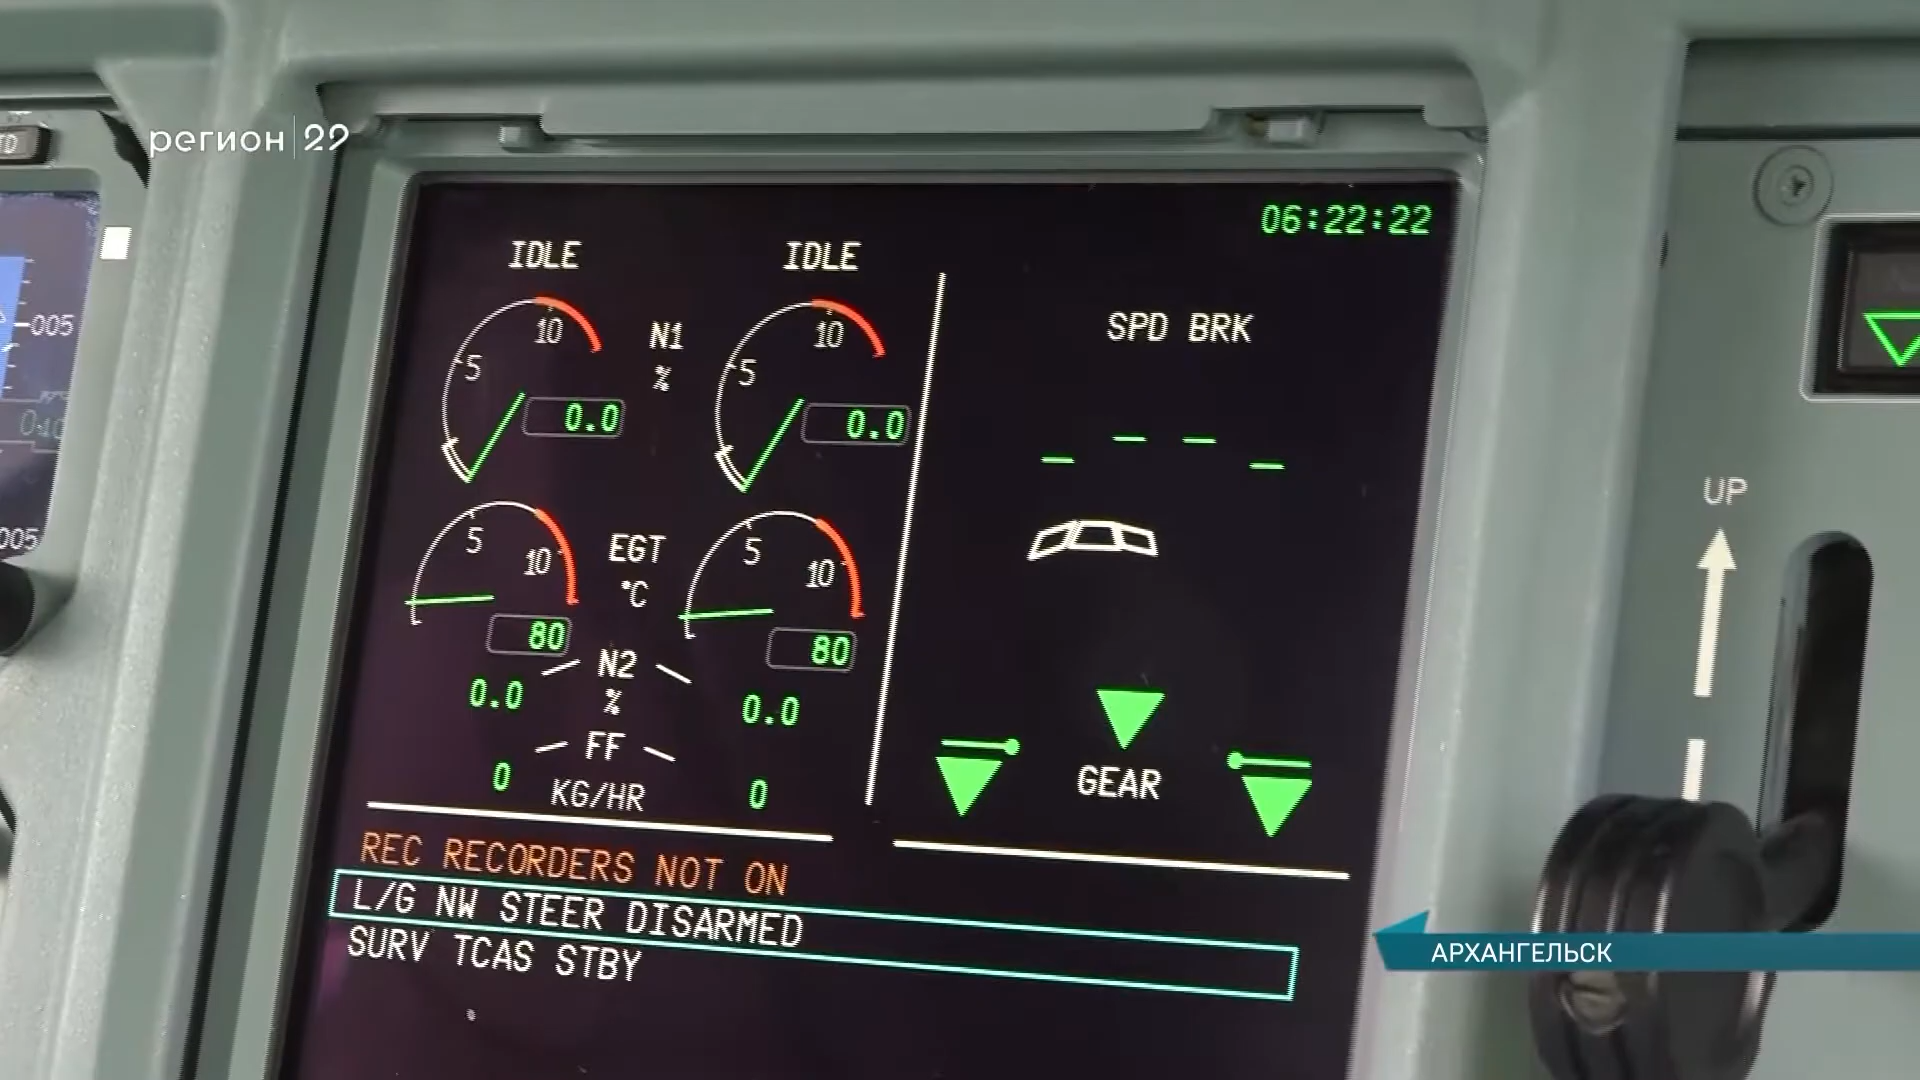 регион 29
06:22:22
IDLE IDLE
SPD BRK
10 N1 10
5 % 5
0.0 0.0
005
UP
5 EGT 5
10 °C 10
80 80
005
N2
0.0 % 0.0
FF
0 KG/HR 0
GEAR
REC RECORDERS NOT ON
L/G NW STEER DISARMED
SURV TCAS STBY
АРХАНГЕЛЬСК